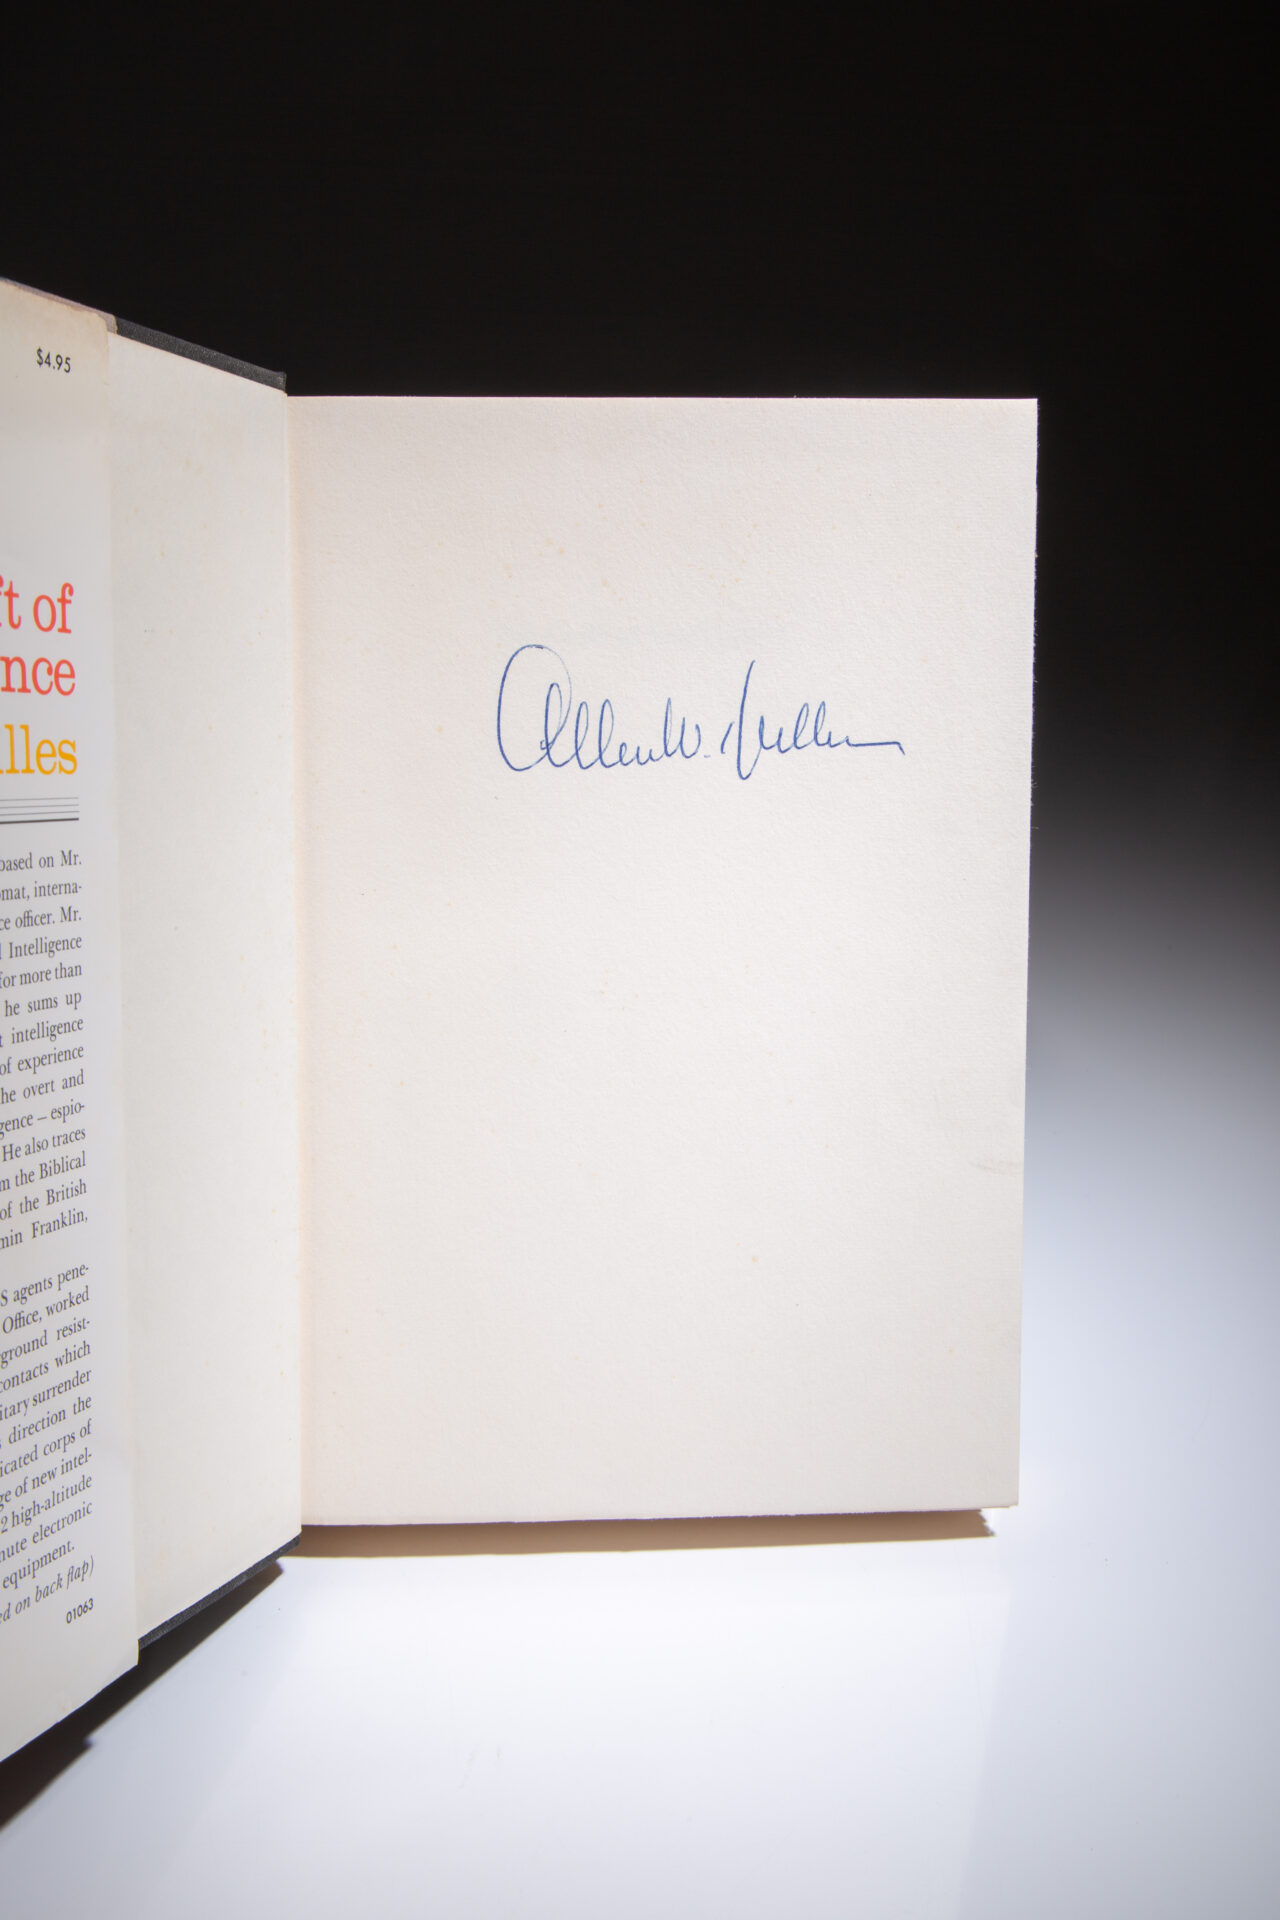 $4.95
of
nce
lles
based on Mr.
omat, interna-
ce officer. Mr.
l Intelligence
for more than
he sums up
t intelligence
of experience
he overt and
gence – espio-
He also traces
m the Biblical
of the British
min Franklin,
S agents pene-
Office, worked
ground resist-
contacts which
itary surrender
direction the
icated corps of
ge of new intel-
2 high-altitude
nute electronic
equipment.
ed on back flap)
01063
Allen W. Dulles